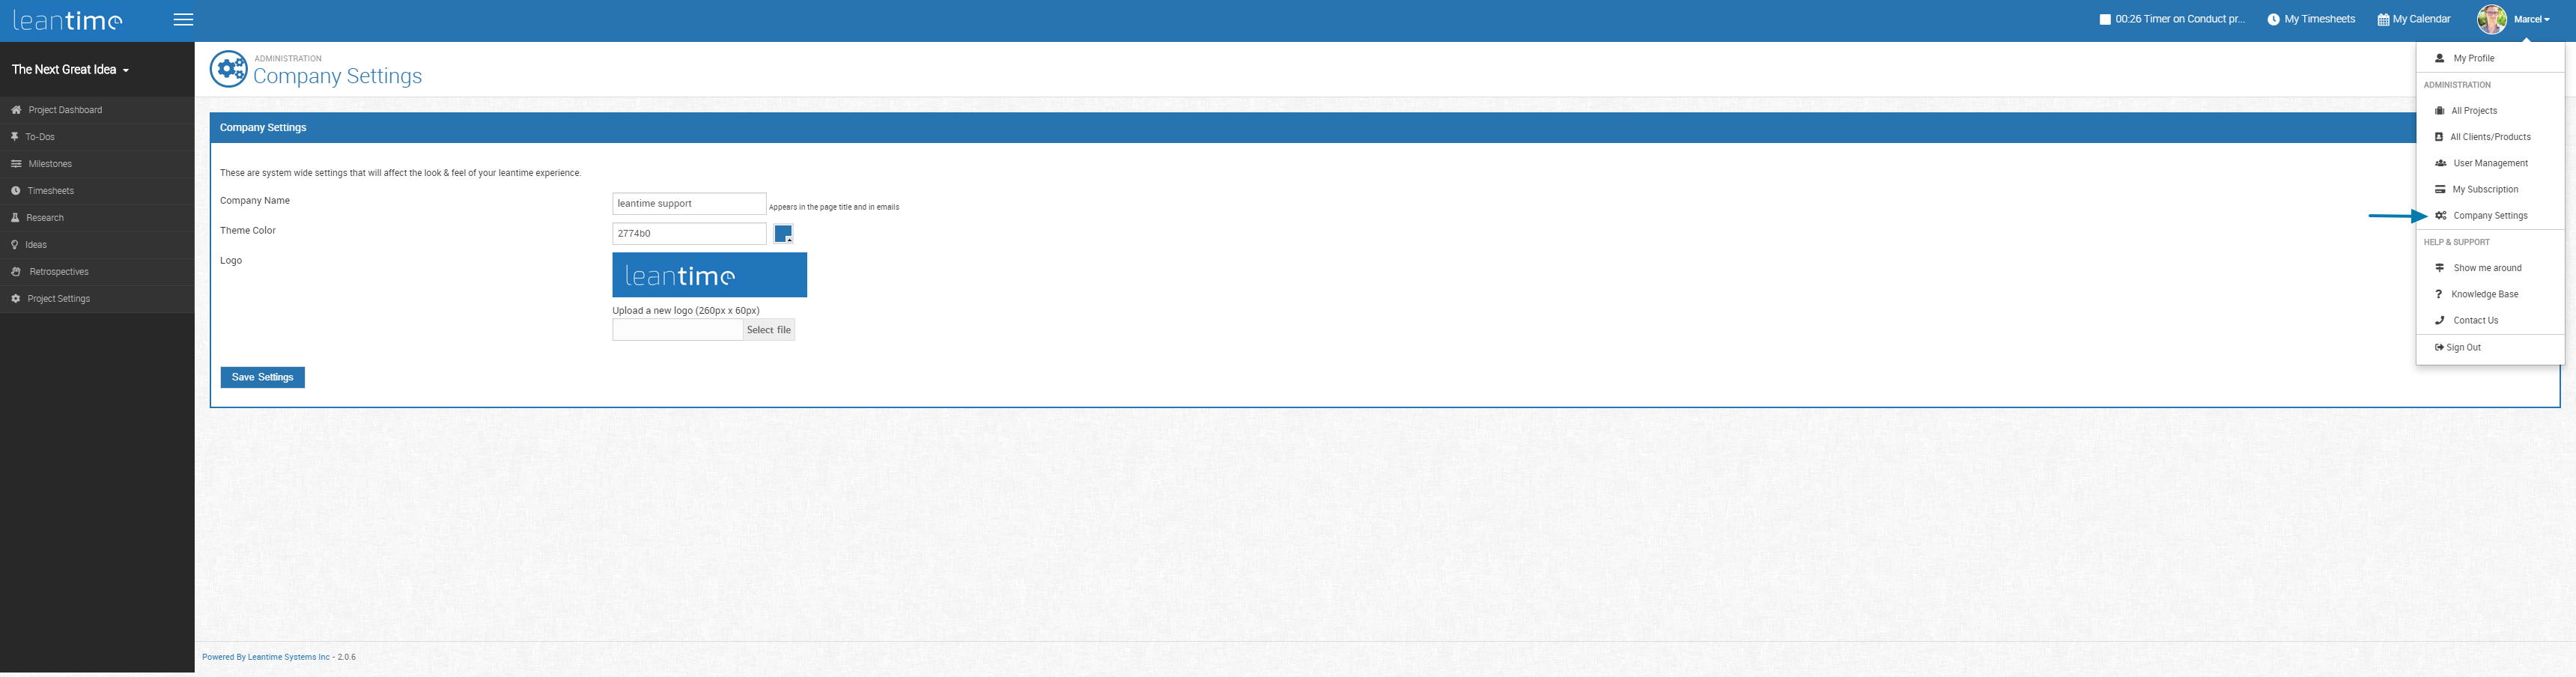 leantime
00:26 Timer on Conduct pr...
My Timesheets
My Calendar
Marcel
The Next Great Idea
Project Dashboard
To-Dos
Milestones
Timesheets
Research
Ideas
Retrospectives
Project Settings
ADMINISTRATION
Company Settings
Company Settings
These are system wide settings that will affect the look & feel of your leantime experience.
Company Name
leantime support
Appears in the page title and in emails
Theme Color
2774b0
Logo
leantime
Upload a new logo (260px x 60px)
Select file
Save Settings
My Profile
ADMINISTRATION
All Projects
All Clients/Products
User Management
My Subscription
Company Settings
HELP & SUPPORT
Show me around
Knowledge Base
Contact Us
Sign Out
Powered By Leantime Systems Inc - 2.0.6